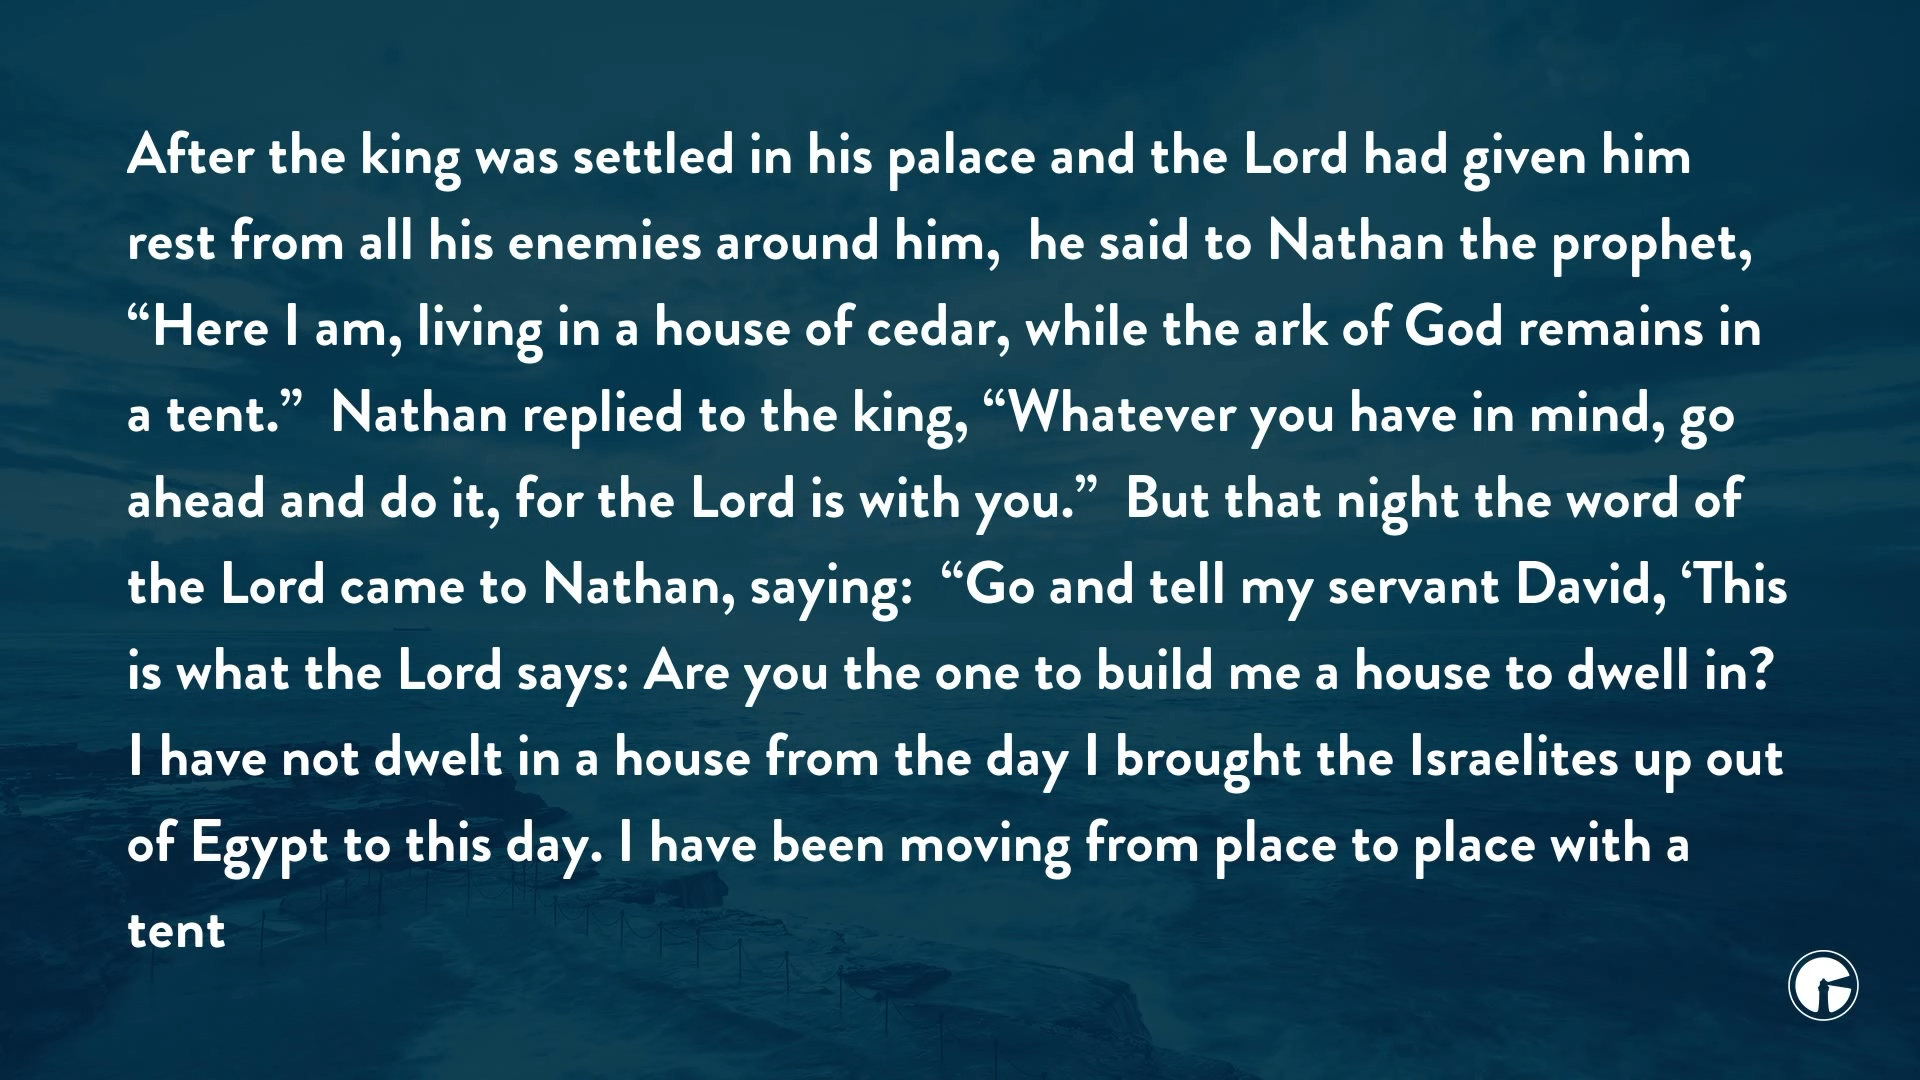 After the king was settled in his palace and the Lord had given him
rest from all his enemies around him,  he said to Nathan the prophet,
“Here I am, living in a house of cedar, while the ark of God remains in
a tent.”  Nathan replied to the king, “Whatever you have in mind, go
ahead and do it, for the Lord is with you.”  But that night the word of
the Lord came to Nathan, saying:  “Go and tell my servant David, ‘This
is what the Lord says: Are you the one to build me a house to dwell in?
I have not dwelt in a house from the day I brought the Israelites up out
of Egypt to this day. I have been moving from place to place with a
tent